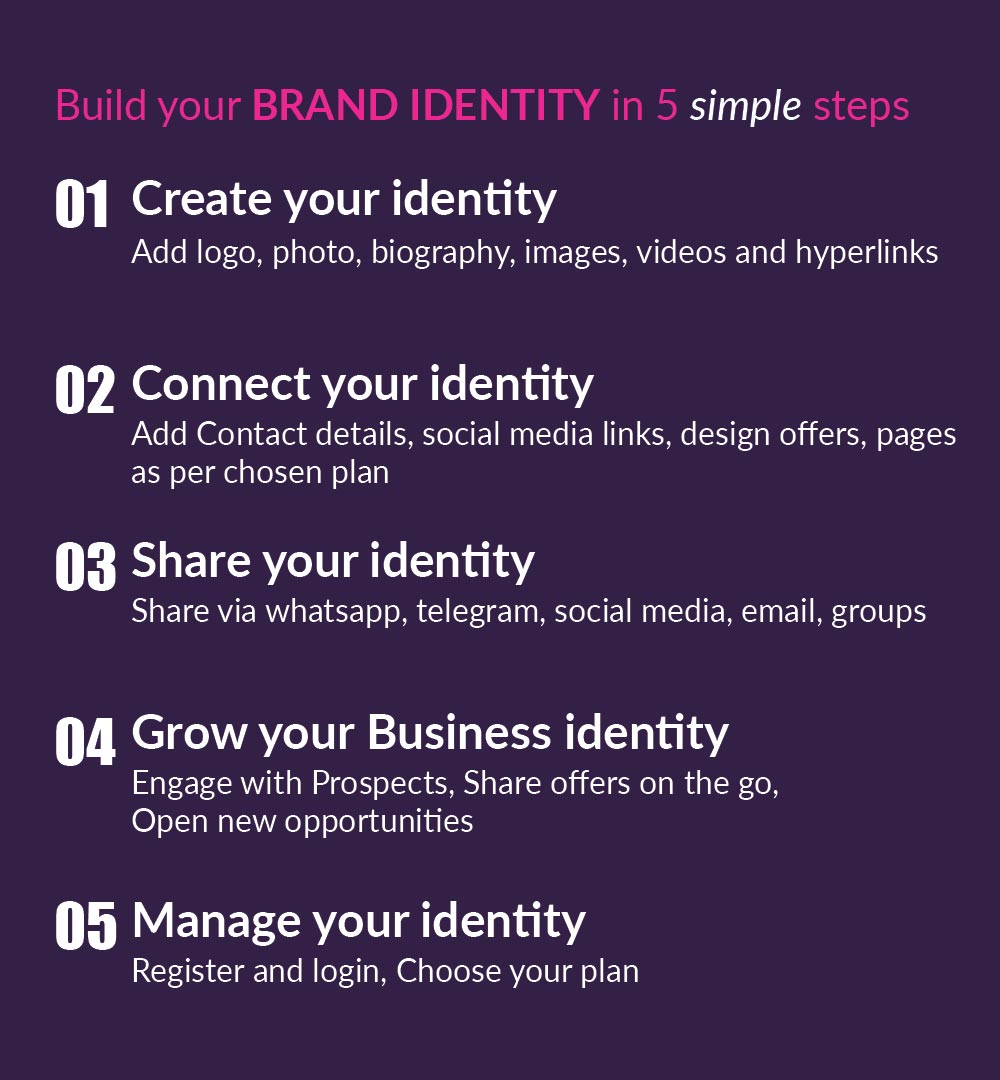 Build your BRAND IDENTITY in 5 simple steps
01 Create your identity
Add logo, photo, biography, images, videos and hyperlinks
02 Connect your identity
Add Contact details, social media links, design offers, pages
as per chosen plan
03 Share your identity
Share via whatsapp, telegram, social media, email, groups
04 Grow your Business identity
Engage with Prospects, Share offers on the go,
Open new opportunities
05 Manage your identity
Register and login, Choose your plan